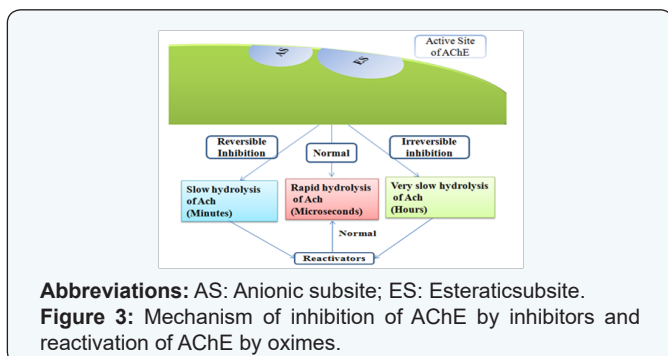 Active Site
of AChE
AS
ES
Reversible
Inhibition
Normal
Irreversible
inhibition
Slow hydrolysis
of Ach
(Minutes)
Rapid hydrolysis
of Ach
(Microseconds)
Very slow hydrolysis
of Ach
(Hours)
Normal
Reactivators
Abbreviations: AS: Anionic subsite; ES: Esteraticsubsite.
Figure 3: Mechanism of inhibition of AChE by inhibitors and
reactivation of AChE by oximes.